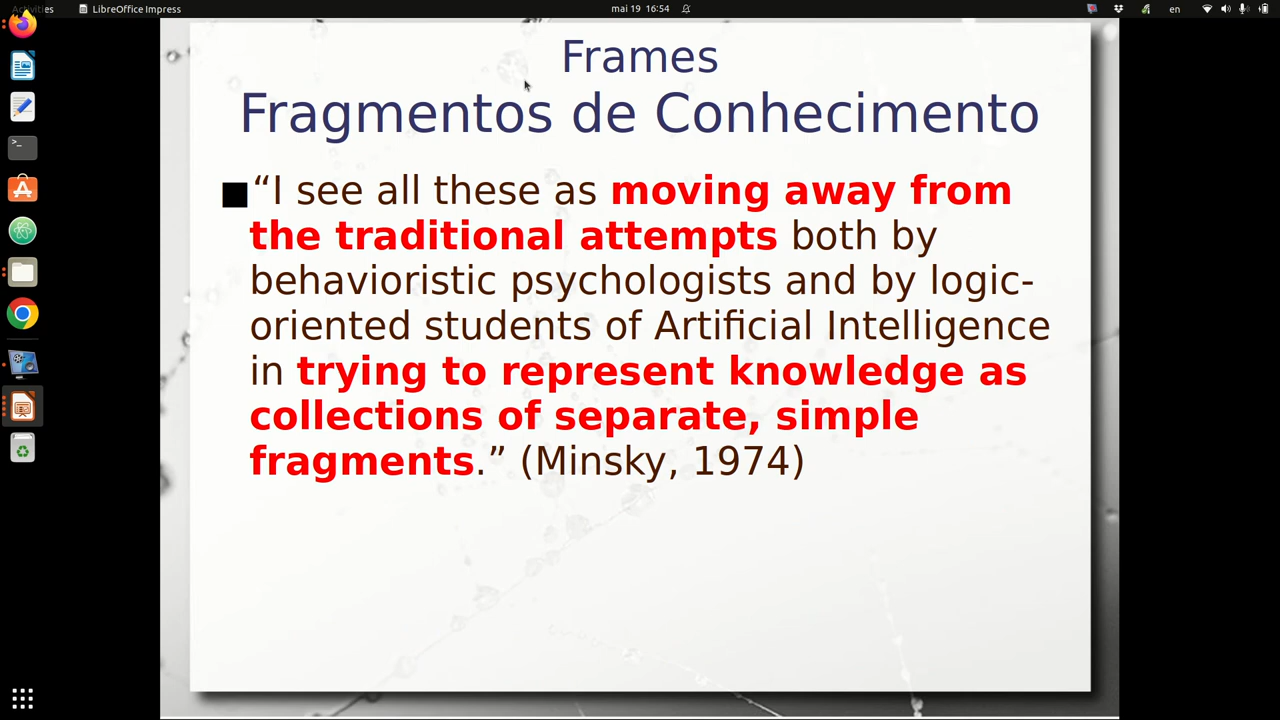 Activities
LibreOffice Impress
mai 19 16:54
en
Frames
Fragmentos de Conhecimento
“I see all these as moving away from
the traditional attempts both by
behavioristic psychologists and by logic-
oriented students of Artificial Intelligence
in trying to represent knowledge as
collections of separate, simple
fragments.” (Minsky, 1974)